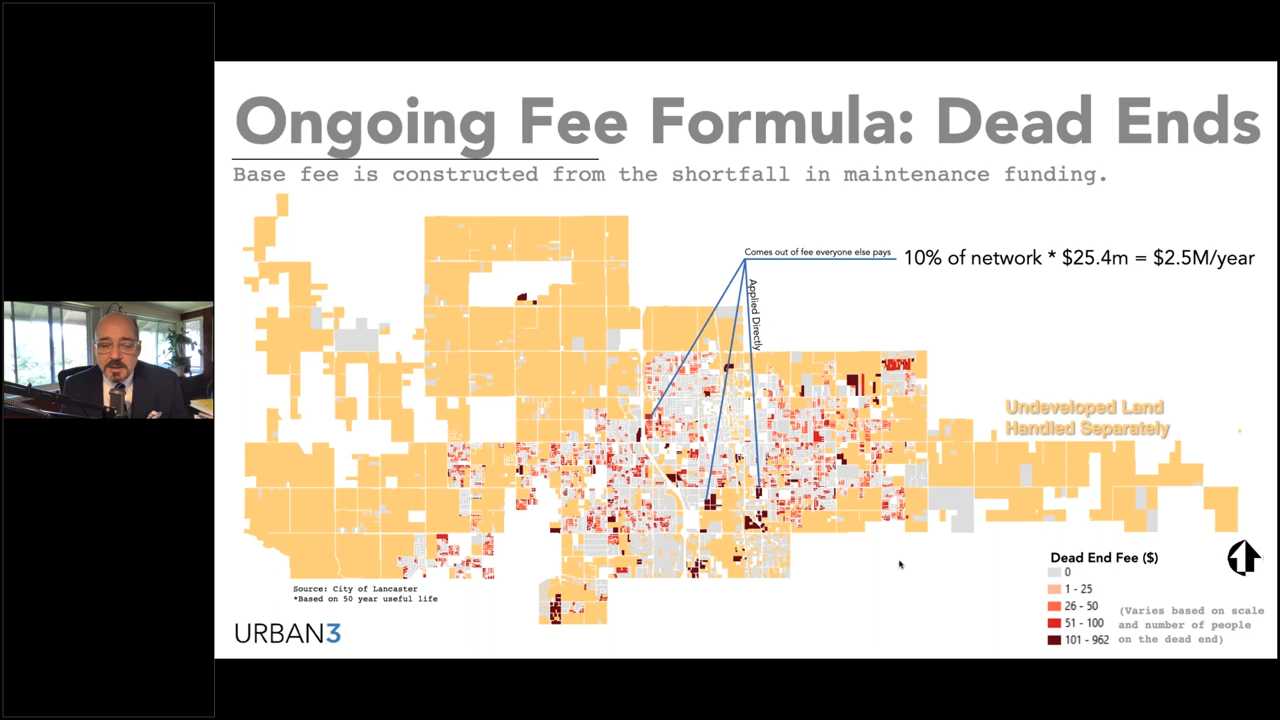 Ongoing Fee Formula: Dead Ends
Base fee is constructed from the shortfall in maintenance funding.
Comes out of fee everyone else pays
10% of network * $25.4m = $2.5M/year
Applied Directly
Undeveloped Land
Handled Separately
Dead End Fee ($)
0
1 - 25
26 - 50
51 - 100
101 - 962
(Varies based on scale
and number of people
on the dead end)
Source: City of Lancaster
*Based on 50 year useful life
URBAN3